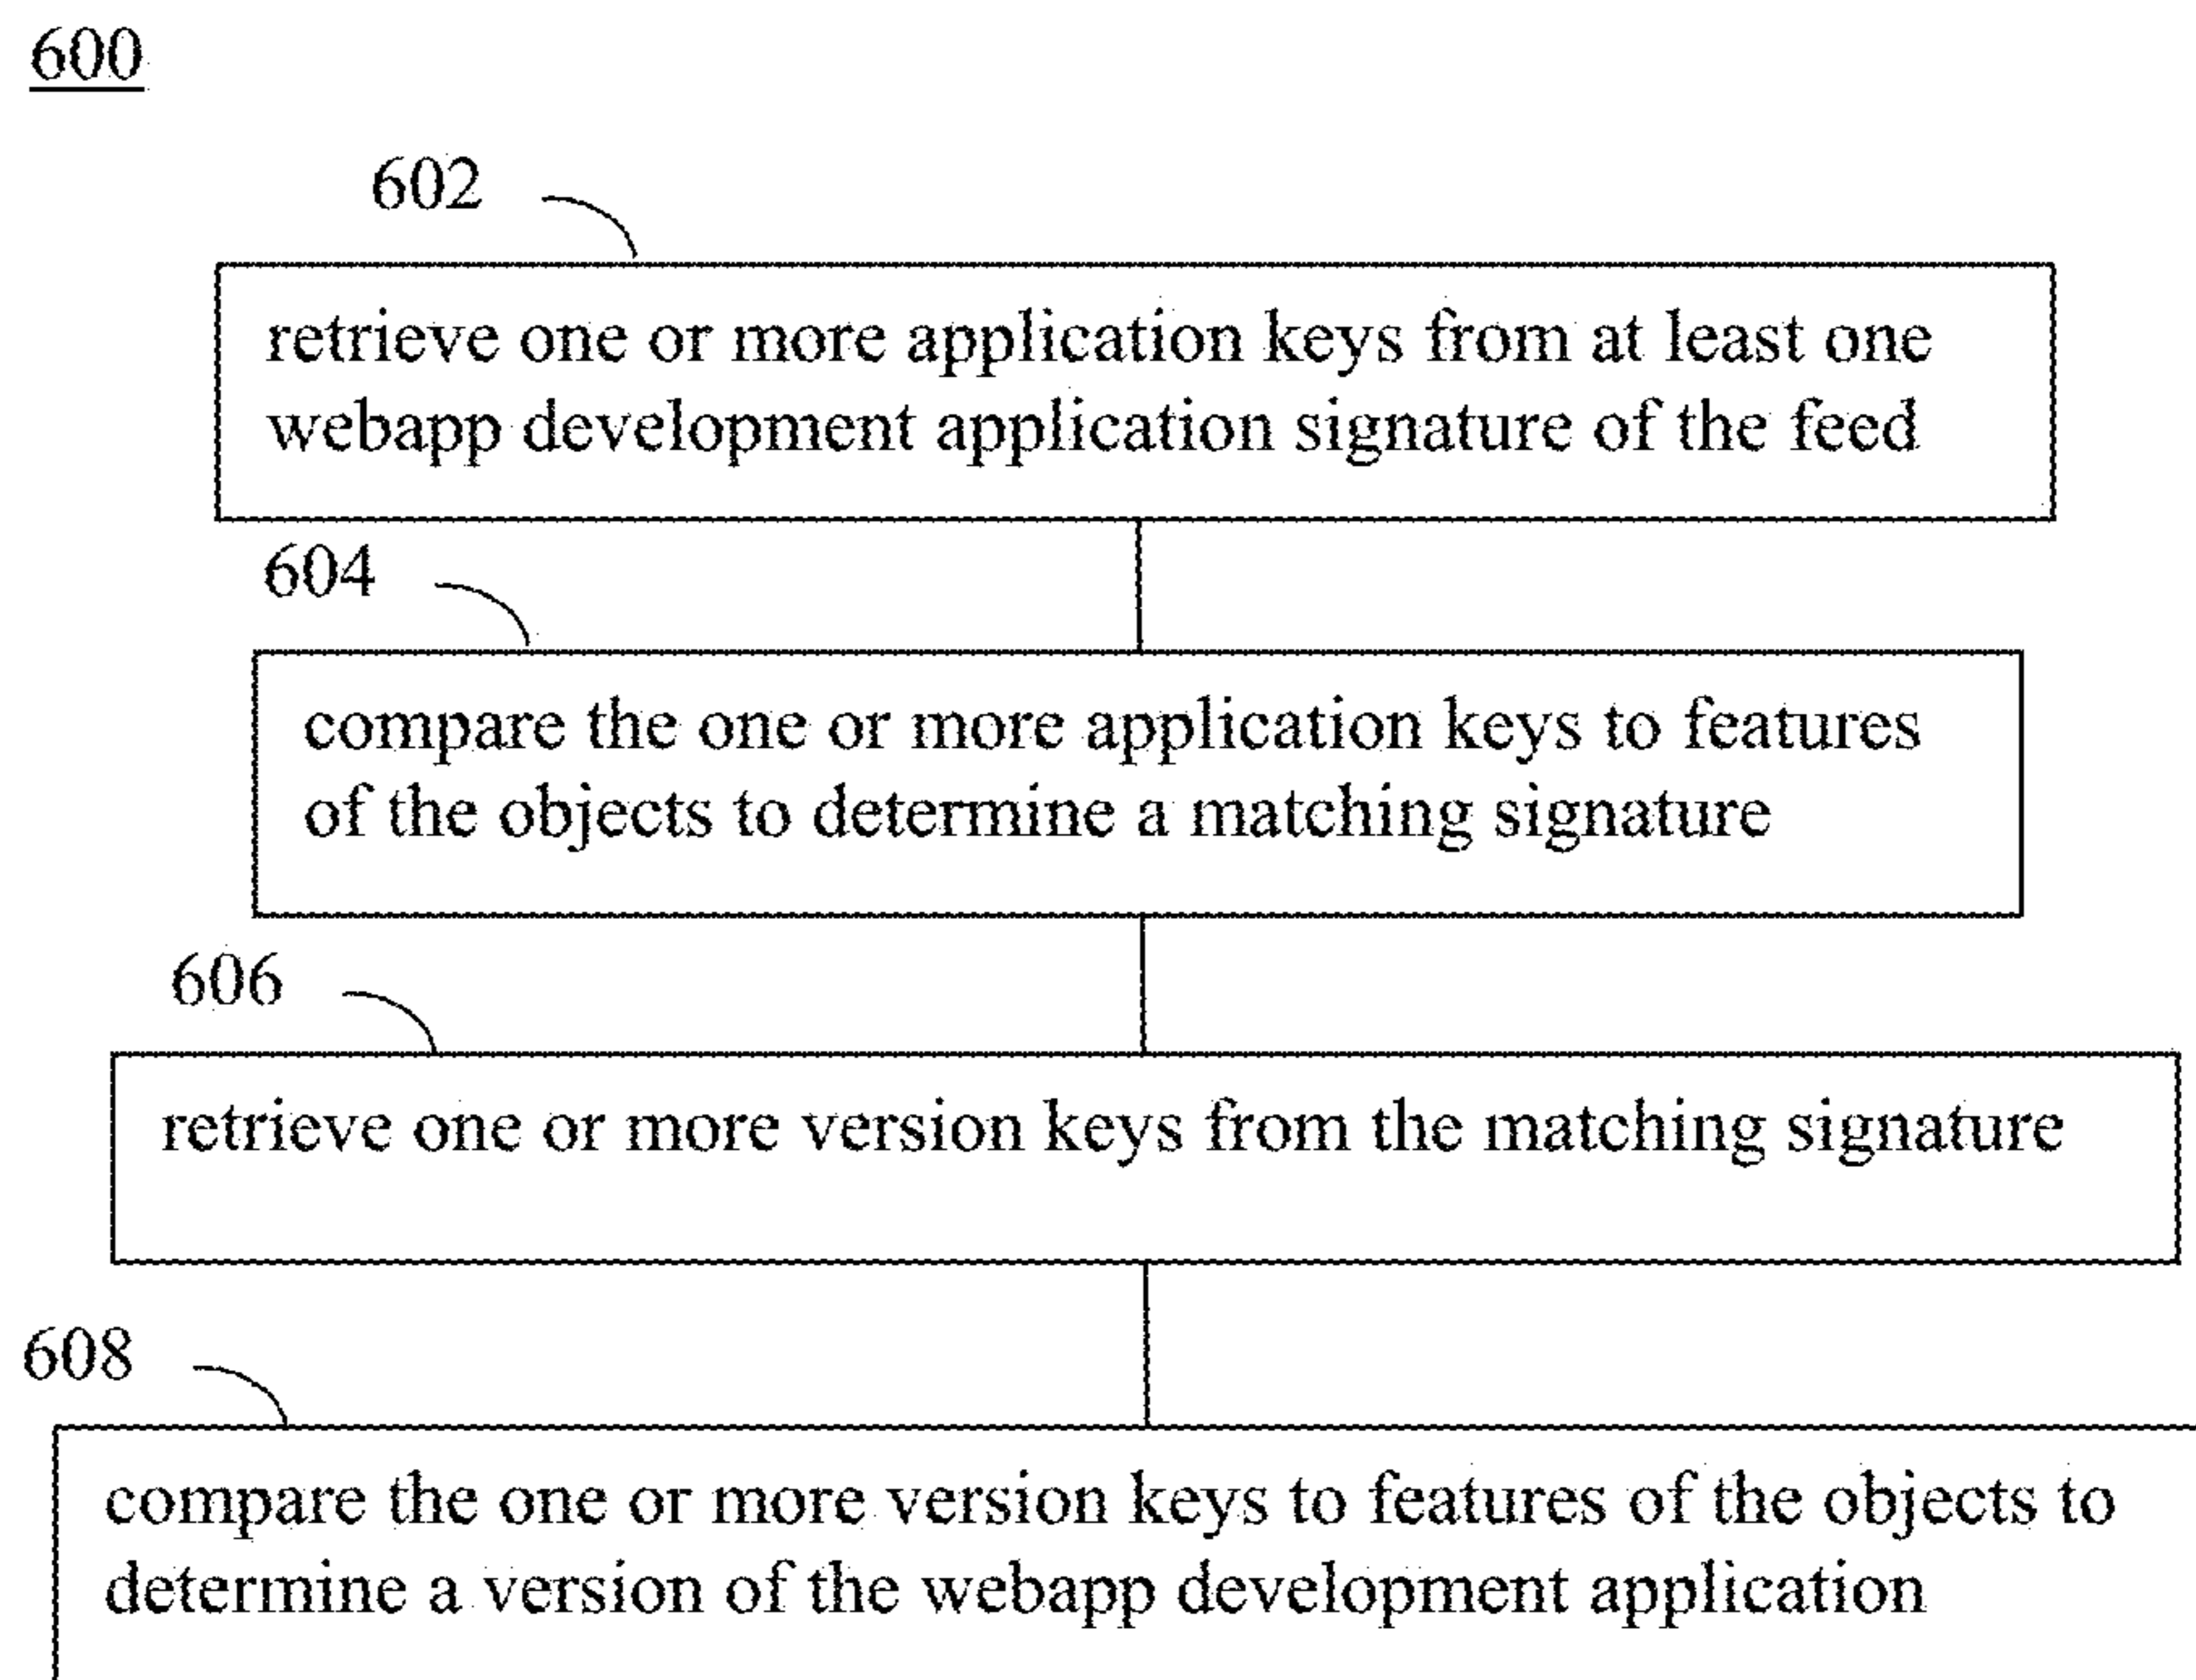 600
602
retrieve one or more application keys from at least one
webapp development application signature of the feed
604
compare the one or more application keys to features
of the objects to determine a matching signature
606
retrieve one or more version keys from the matching signature
608
compare the one or more version keys to features of the objects to
determine a version of the webapp development application